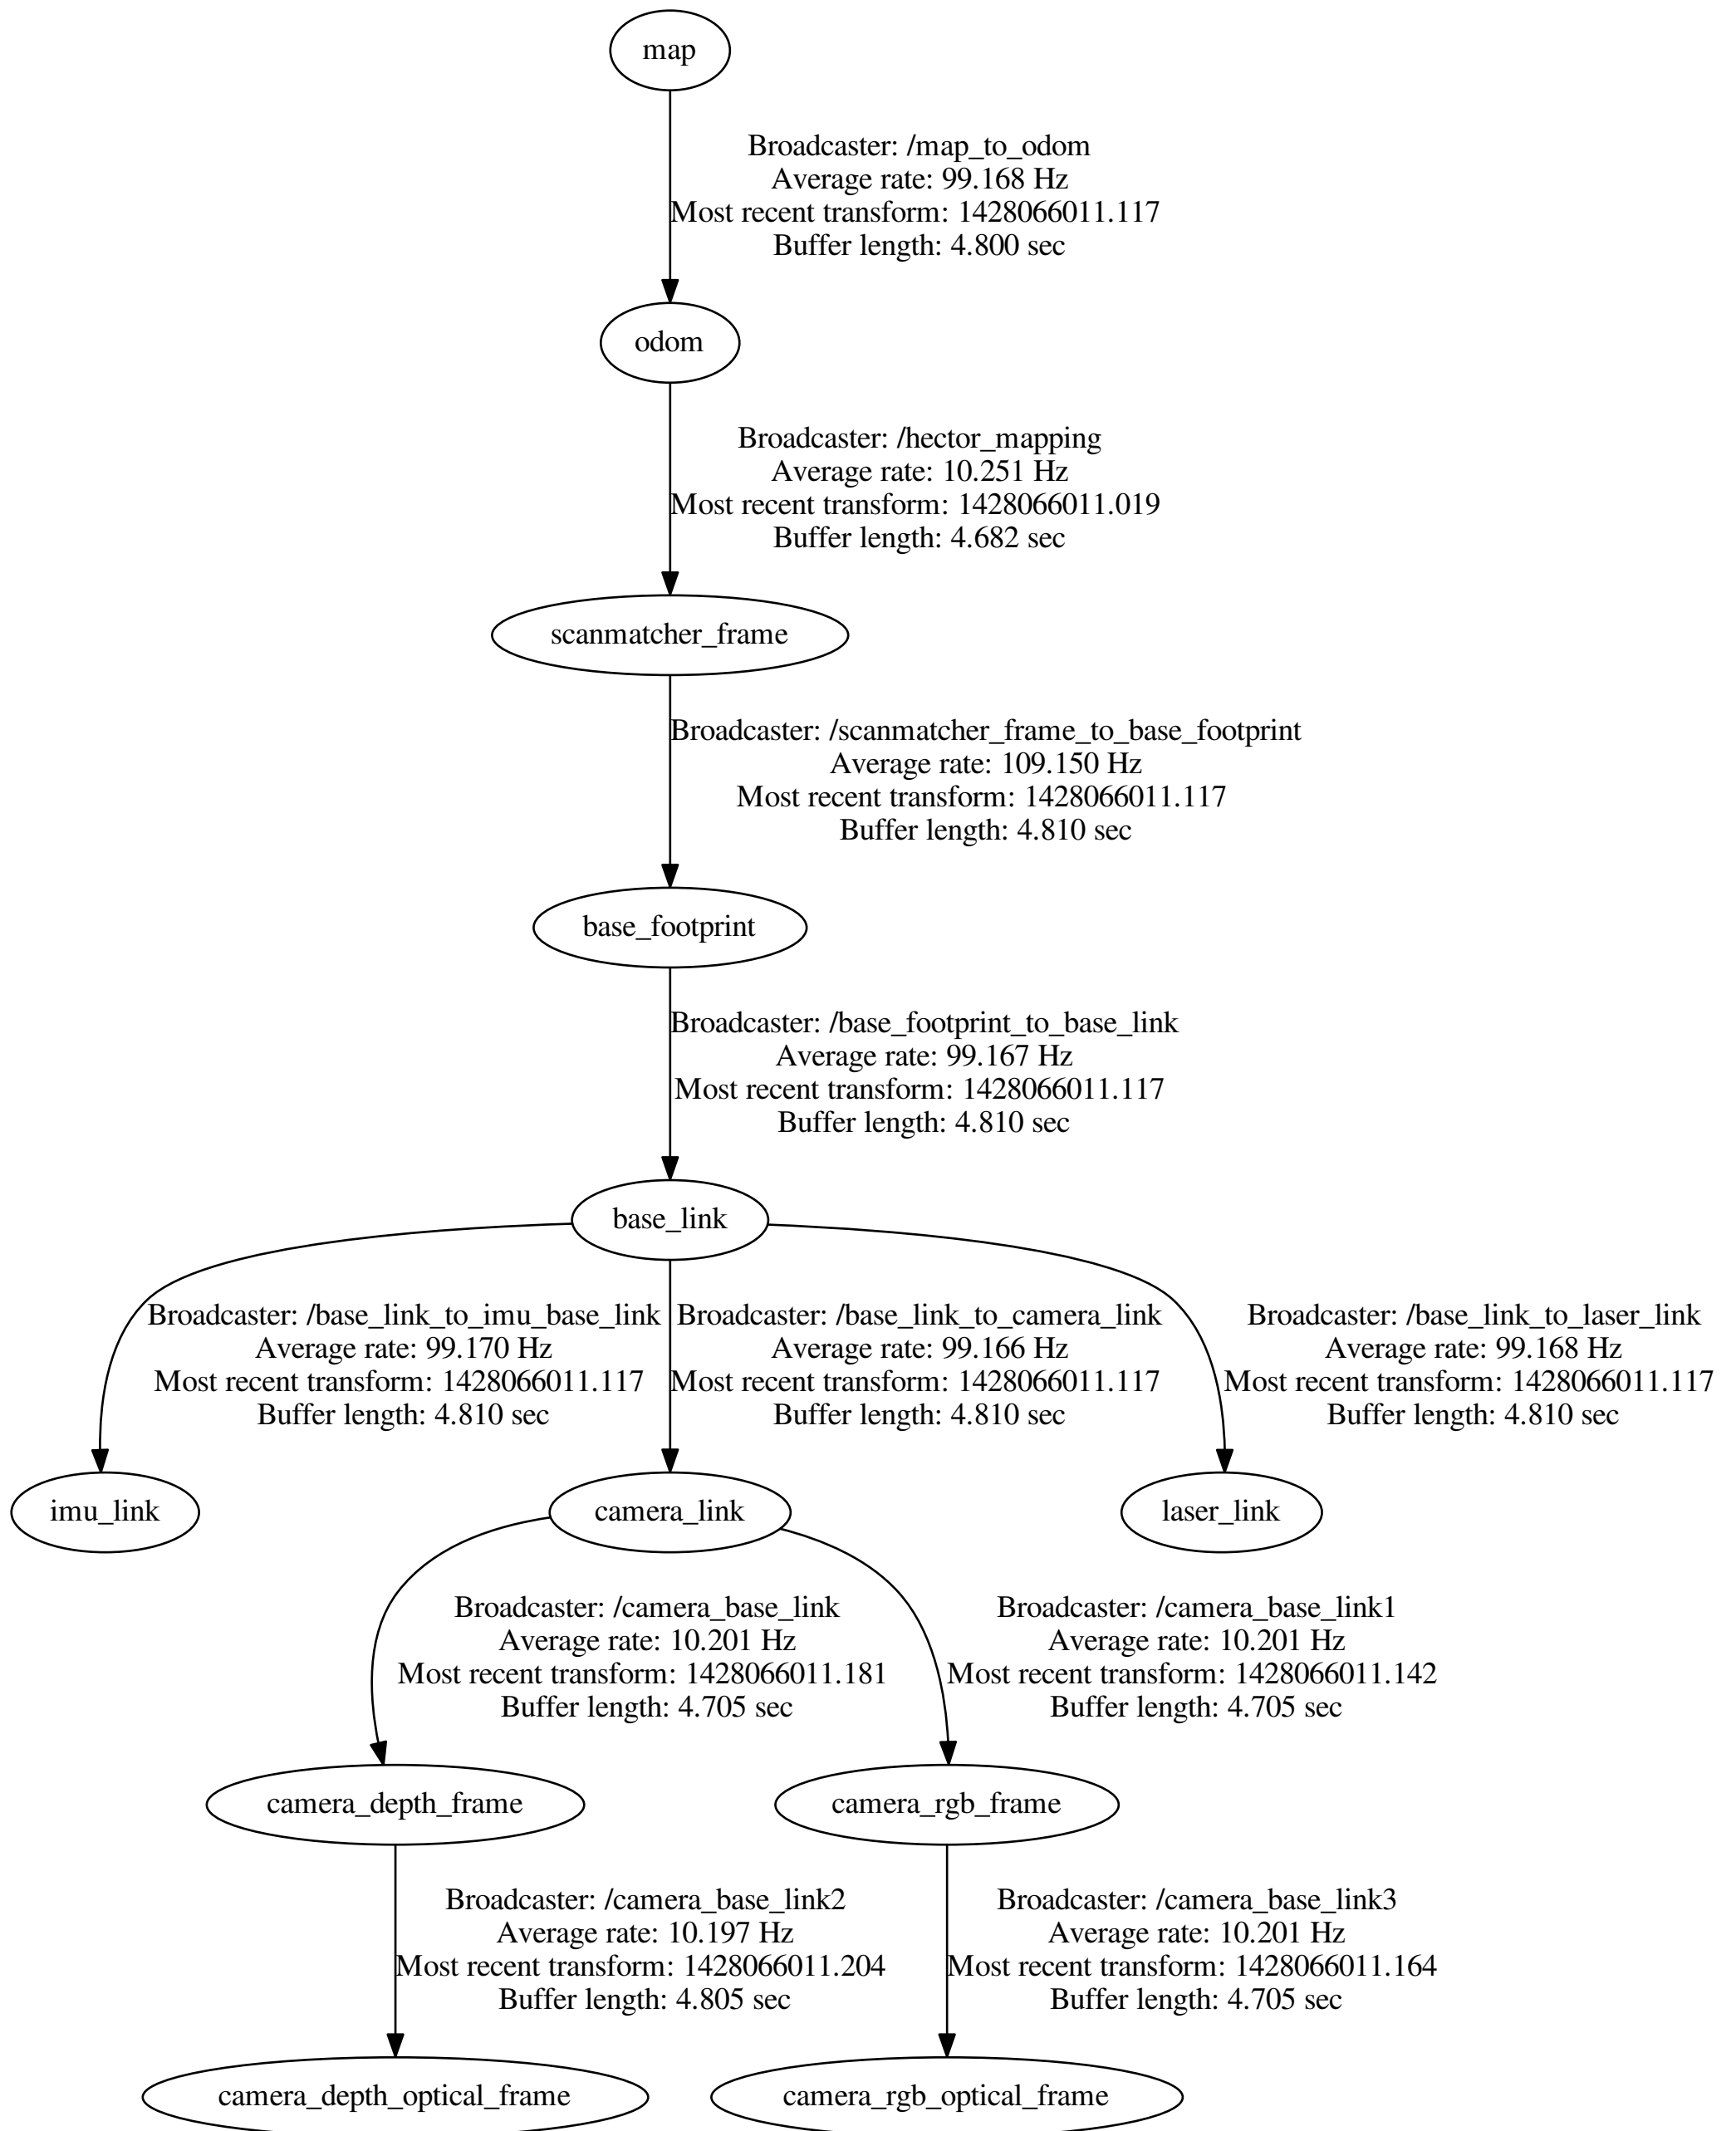 map
Broadcaster: /map_to_odom
Average rate: 99.168 Hz
Most recent transform: 1428066011.117
Buffer length: 4.800 sec
odom
Broadcaster: /hector_mapping
Average rate: 10.251 Hz
Most recent transform: 1428066011.019
Buffer length: 4.682 sec
scanmatcher_frame
Broadcaster: /scanmatcher_frame_to_base_footprint
Average rate: 109.150 Hz
Most recent transform: 1428066011.117
Buffer length: 4.810 sec
base_footprint
Broadcaster: /base_footprint_to_base_link
Average rate: 99.167 Hz
Most recent transform: 1428066011.117
Buffer length: 4.810 sec
base_link
Broadcaster: /base_link_to_imu_base_link
Average rate: 99.170 Hz
Most recent transform: 1428066011.117
Buffer length: 4.810 sec
Broadcaster: /base_link_to_camera_link
Average rate: 99.166 Hz
Most recent transform: 1428066011.117
Buffer length: 4.810 sec
Broadcaster: /base_link_to_laser_link
Average rate: 99.168 Hz
Most recent transform: 1428066011.117
Buffer length: 4.810 sec
imu_link
camera_link
laser_link
Broadcaster: /camera_base_link
Average rate: 10.201 Hz
Most recent transform: 1428066011.181
Buffer length: 4.705 sec
Broadcaster: /camera_base_link1
Average rate: 10.201 Hz
Most recent transform: 1428066011.142
Buffer length: 4.705 sec
camera_depth_frame
camera_rgb_frame
Broadcaster: /camera_base_link2
Average rate: 10.197 Hz
Most recent transform: 1428066011.204
Buffer length: 4.805 sec
Broadcaster: /camera_base_link3
Average rate: 10.201 Hz
Most recent transform: 1428066011.164
Buffer length: 4.705 sec
camera_depth_optical_frame
camera_rgb_optical_frame